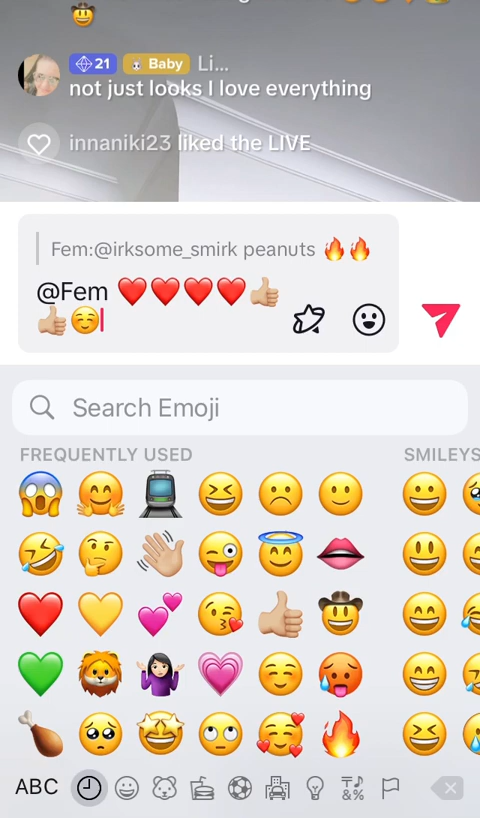 21 Baby Li...
not just looks I love everything
innaniki23 liked the LIVE
Fem:@irksome_smirk peanuts 🔥🔥
@Fem ❤️❤️❤️❤️👍🏼
👍🏼☺️
Search Emoji
FREQUENTLY USED SMILEYS
ABC
&%